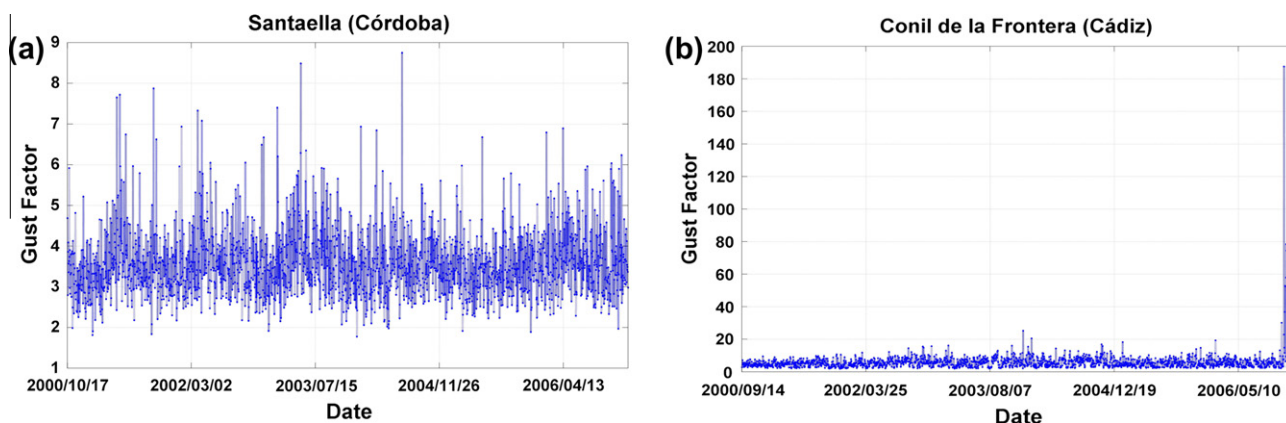 (a)
Santaella (Córdoba)
Gust Factor
9
8
7
6
5
4
3
2
1
2000/10/17 2002/03/02 2003/07/15 2004/11/26 2006/04/13
Date
(b)
Conil de la Frontera (Cádiz)
Gust Factor
200
180
160
140
120
100
80
60
40
20
0
2000/09/14 2002/03/25 2003/08/07 2004/12/19 2006/05/10
Date